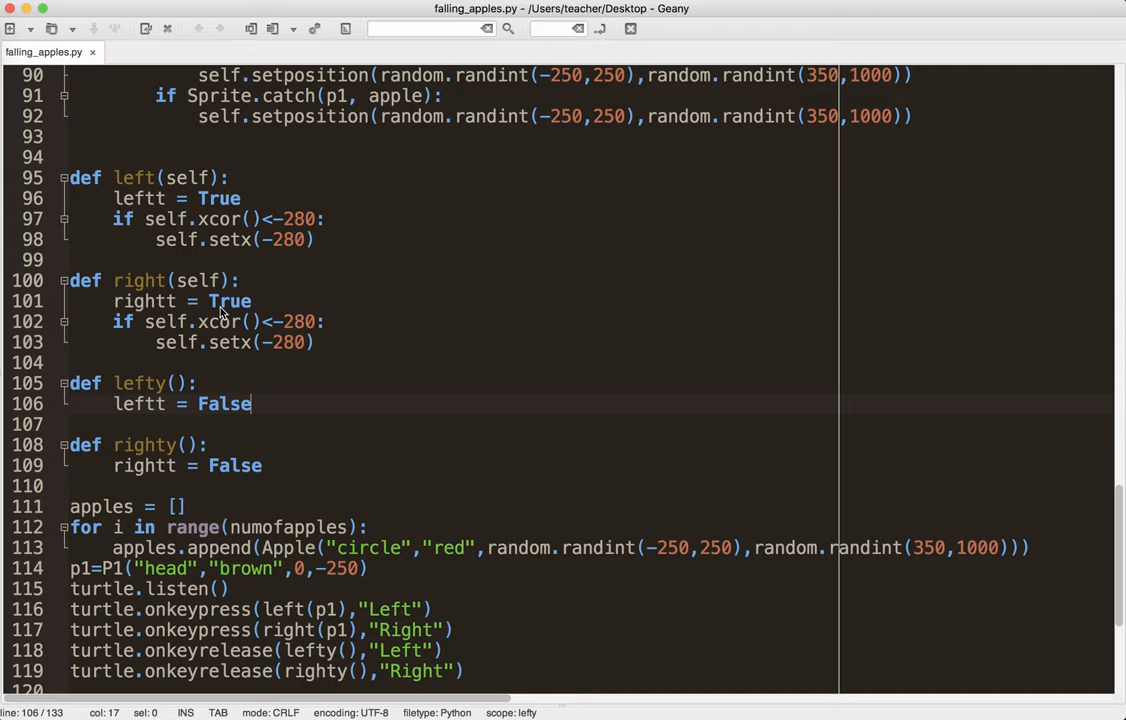 falling_apples.py - /Users/teacher/Desktop - Geany
falling_apples.py ×
90 self.setposition(random.randint(-250,250),random.randint(350,1000))
91 if Sprite.catch(p1, apple):
92 self.setposition(random.randint(-250,250),random.randint(350,1000))
93
94
95 def left(self):
96 leftt = True
97 if self.xcor()<-280:
98 self.setx(-280)
99
100 def right(self):
101 rightt = True
102 if self.xcor()<-280:
103 self.setx(-280)
104
105 def lefty():
106 leftt = False
107
108 def righty():
109 rightt = False
110
111 apples = []
112 for i in range(numofapples):
113 apples.append(Apple("circle","red",random.randint(-250,250),random.randint(350,1000)))
114 p1=P1("head","brown",0,-250)
115 turtle.listen()
116 turtle.onkeypress(left(p1),"Left")
117 turtle.onkeypress(right(p1),"Right")
118 turtle.onkeyrelease(lefty(),"Left")
119 turtle.onkeyrelease(righty(),"Right")
120
line: 106 / 133 col: 17 sel: 0 INS TAB mode: CRLF encoding: UTF-8 filetype: Python scope: lefty